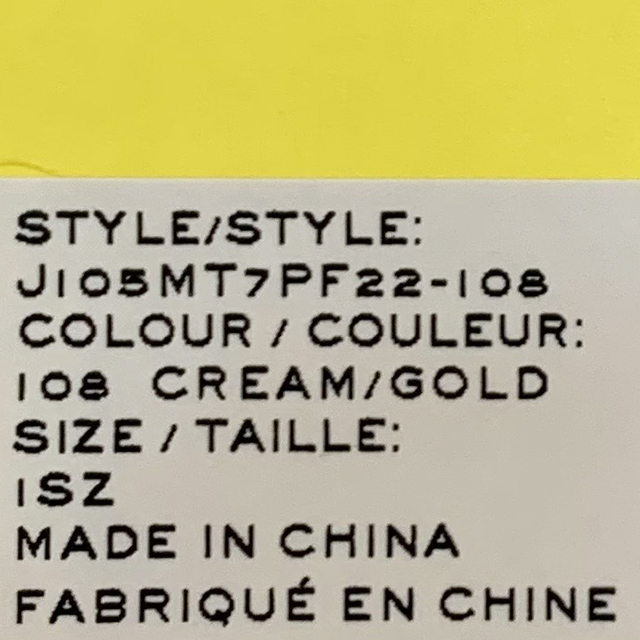 STYLE/STYLE:
J105MT7PF22-108
COLOUR / COULEUR:
108 CREAM/GOLD
SIZE / TAILLE:
1SZ
MADE IN CHINA
FABRIQUÉ EN CHINE